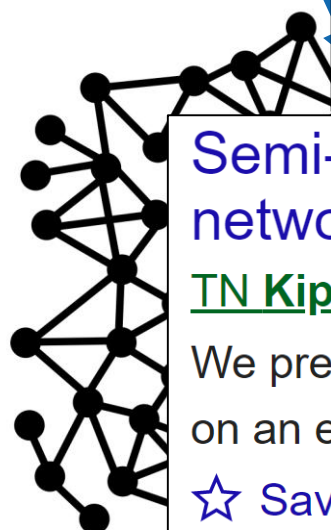 Semi-
netwo
TN Kip
We pre
on an e
☆ Sav